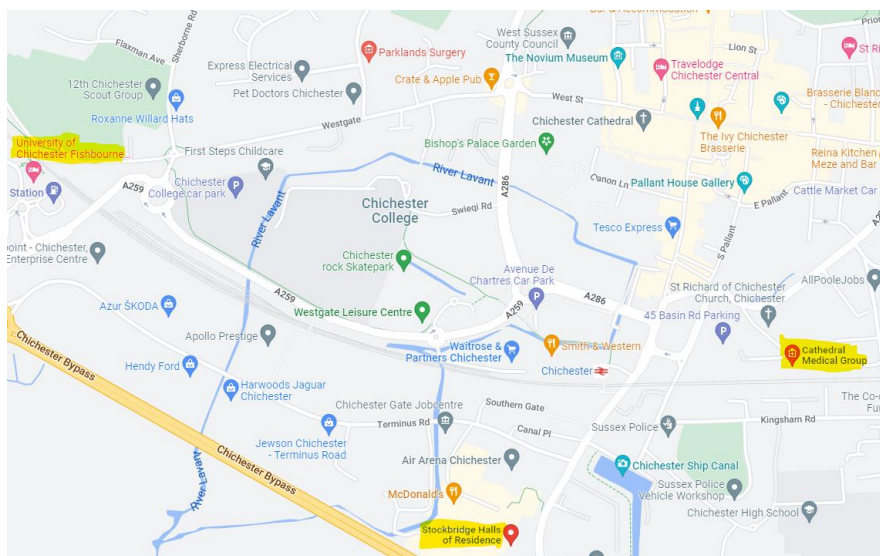 Bar & Accommodation
Sherborne Rd
Flaxman Ave
West Sussex
County Council
Lion St
Parklands Surgery
The Novium Museum
Express Electrical
Services
Travelodge
Chichester Central
St Ri
12th Chichester
Scout Group
Crate & Apple Pub
Pet Doctors Chichester
Brasserie Blanc
- Chichester
West St
Roxanne Willard Hats
Westgate
Chichester Cathedral
The Ivy Chichester
Brasserie
University of
Chichester Fishbourne...
First Steps Childcare
Bishop's Palace Garden
Reina Kitchen
Meze and Bar
River Lavant
A286
Canon Ln
Pallant House Gallery
Station
A259
Chichester
College car park
Cattle Market Car
E Pallant
Chichester
College
Swieqi Rd
River Lavant
Tesco Express
S Pallant
point - Chichester,
Enterprise Centre
Chichester
rock Skatepark
Avenue De
Chartres Car Park
St Richard of Chichester
Church, Chichester
AllPooleJobs
A259
A286
Azur ŠKODA
Westgate Leisure Centre
A259
45 Basin Rd Parking
Apollo Prestige
Waitrose &
Partners Chichester
Smith & Western
Cathedral
Medical Group
Chichester Bypass
Hendy Ford
Chichester
Harwoods Jaguar
Chichester
The Co-o
Fu
Chichester Gate Jobcentre
Southern Gate
Terminus Rd
Kingsham Rd
Canal Pl
Sussex Police
Jewson Chichester
- Terminus Road
Chichester Bypass
Air Arena Chichester
Chichester Ship Canal
River Lavant
McDonald's
Sussex Police
Vehicle Workshop
Chichester High School
Stockbridge Halls
of Residence